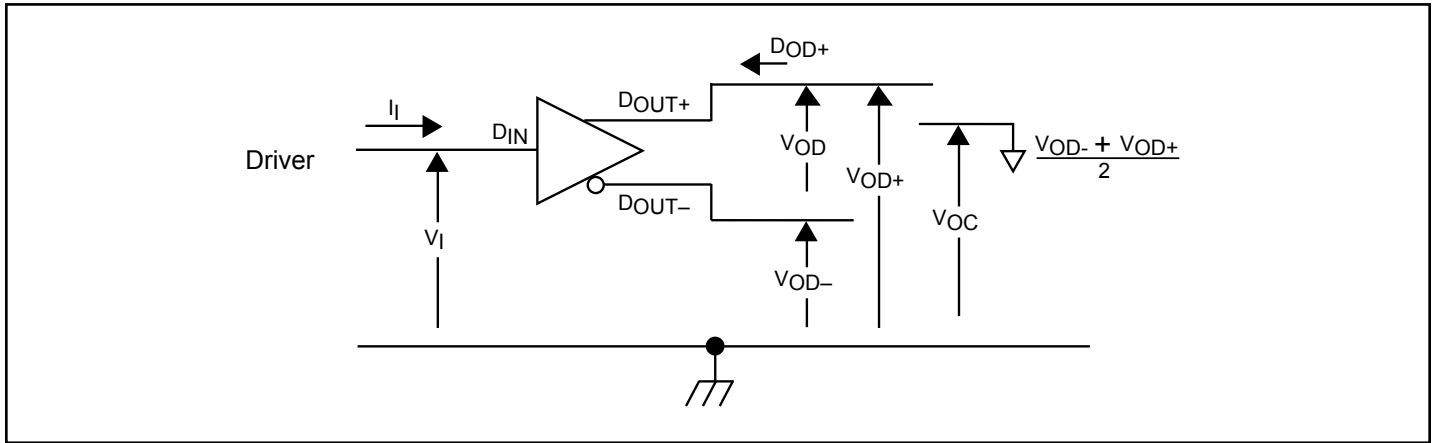 DOD+
II
DOUT+
DIN
Driver
VOD
VOD- + VOD+
2
VOD+
DOUT–
VOC
VI
VOD–